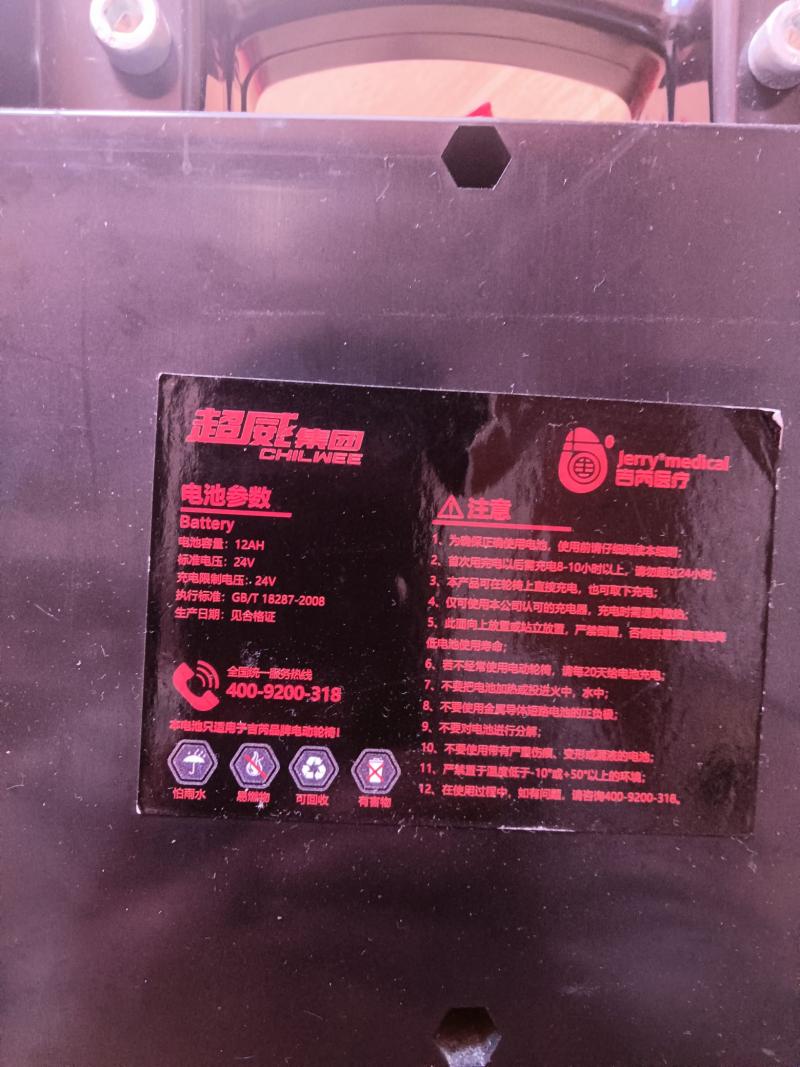 超威集团
CHILWEE
jerry medical
吉芮医疗
电池参数
Battery
电池容量：12AH
标准电压：24V
充电限制电压：24V
执行标准：GB/T 18287-2008
生产日期：见合格证
全国统一服务热线
400-9200-318
本电池只适用于吉芮品牌电动轮椅!
怕雨水
易燃物
可回收
有害物
注意
1、为确保正确使用电池，使用前请仔细阅读本细则；
2、首次用充电以后需充电8-10小时以上，请勿超过24小时；
3、本产品可在轮椅上直接充电，也可取下充电；
4、仅可使用本公司认可的充电器，充电时需通风散热；
5、此面向上放置或站立放置，严禁倒置，否则容易损害电池
低电池使用寿命；
6、若不经常使用电动轮椅，请每20天给电池充电；
7、不要把电池加热或投进火中，水中；
8、不要使用金属导体短路电池的正负极；
9、不要对电池进行分解；
10、不要使用带有严重伤痕、变形或漏液的电池；
11、严禁置于温度低于-10°或+50°以上的环境；
12、在使用过程中，如有问题，请咨询400-9200-318。